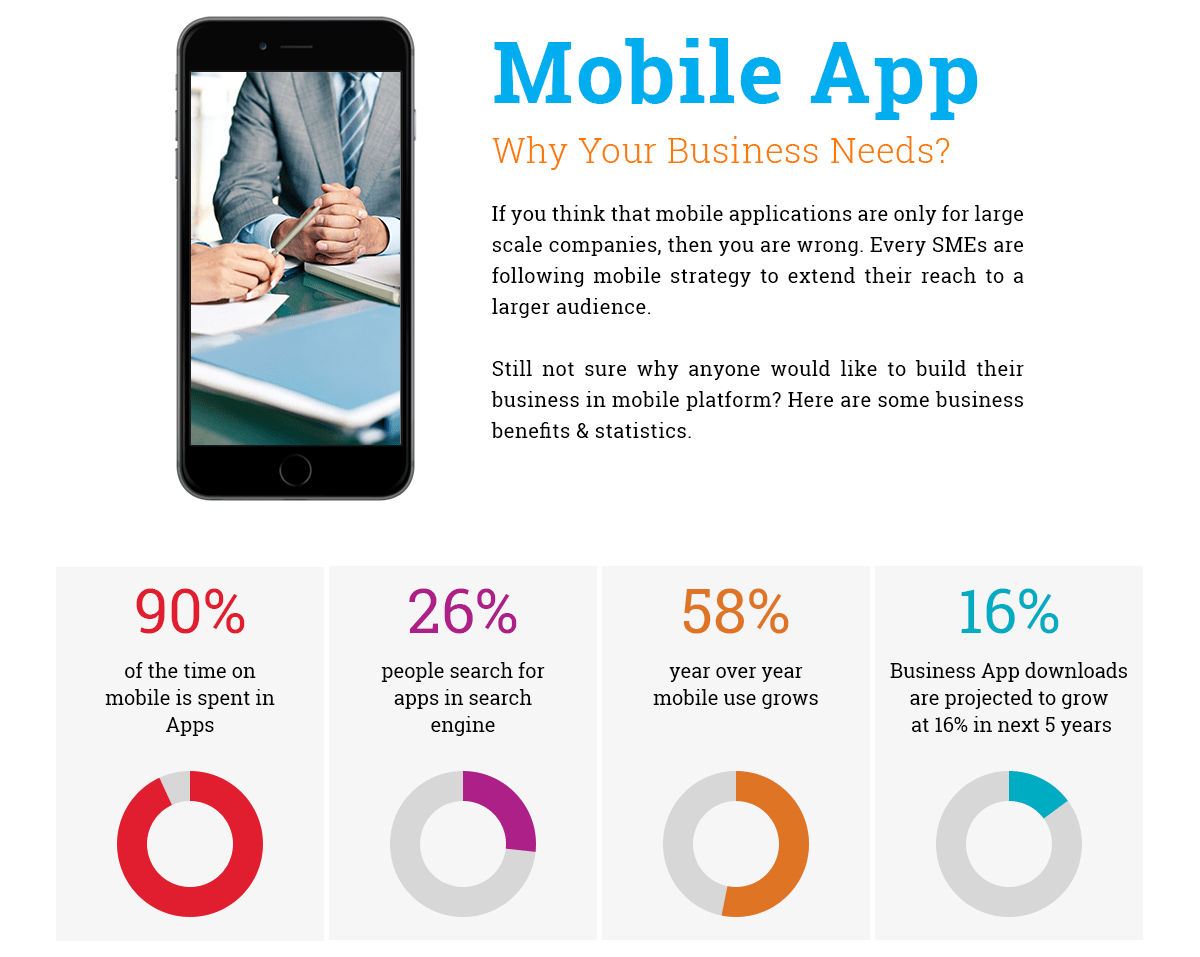 Mobile App
Why Your Business Needs?
If you think that mobile applications are only for large
scale companies, then you are wrong. Every SMEs are
following mobile strategy to extend their reach to a
larger audience.
Still not sure why anyone would like to build their
business in mobile platform? Here are some business
benefits & statistics.
90%
of the time on
mobile is spent in
Apps
26%
people search for
apps in search
engine
58%
year over year
mobile use grows
16%
Business App downloads
are projected to grow
at 16% in next 5 years